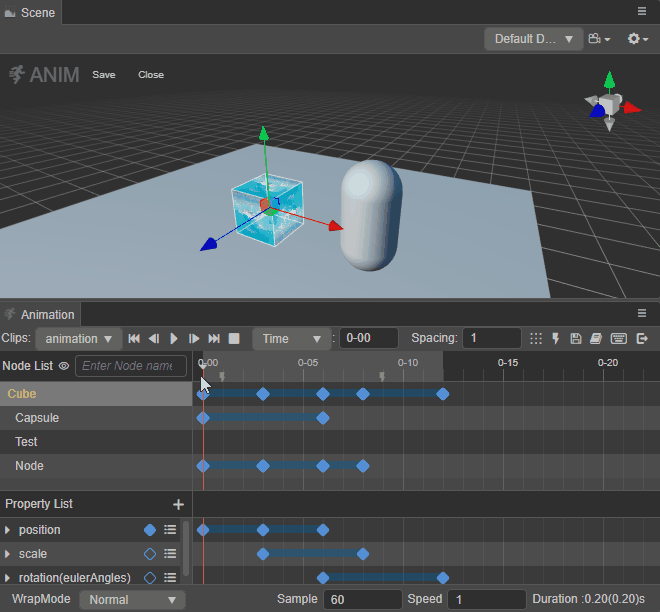 Scene
Default D...
ANIM Save Close
Animation
Clips: animation Time : 0-00 Spacing: 1
Node List Enter Node name 0-00 0-05 0-10 0-15 0-20
Cube
Capsule
Test
Node
Property List +
position
scale
rotation(eulerAngles)
WrapMode Normal Sample 60 Speed 1 Duration :0.20(0.20)s